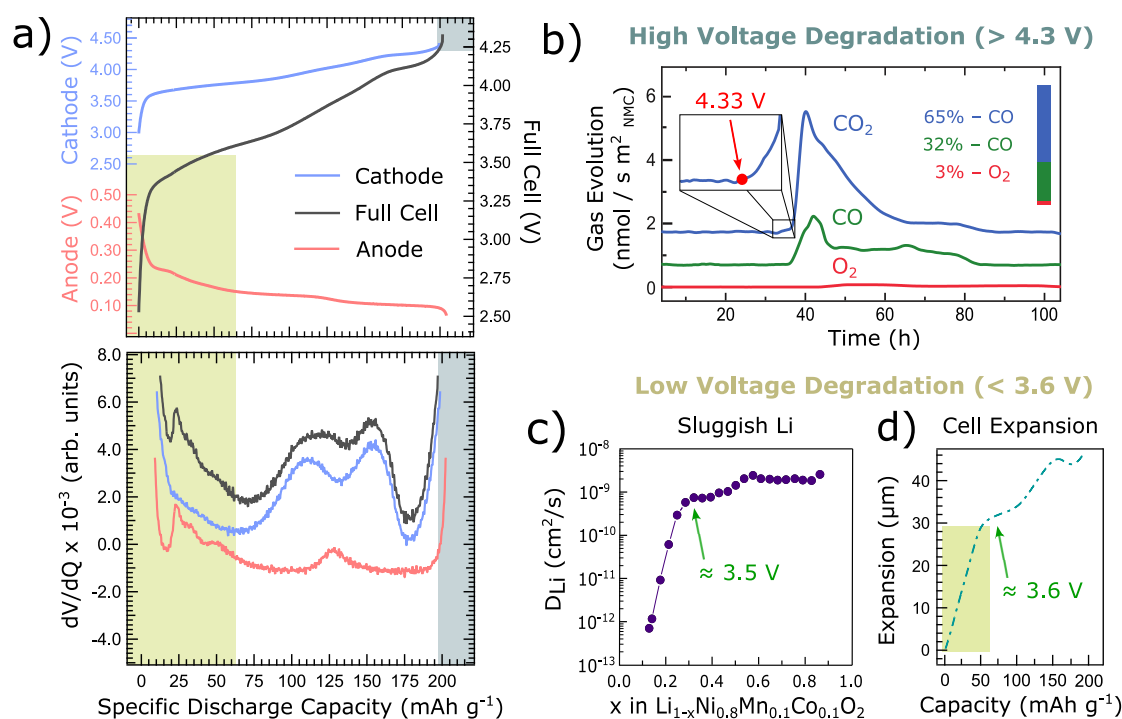 a)
4.50
4.00
3.50
3.00
2.50
Cathode (V)
0.50
0.40
0.30
0.20
0.10
Anode (V)
4.25
4.00
3.75
3.50
3.25
3.00
2.75
2.50
Full Cell
(V)
Cathode
Full Cell
Anode
8.0
6.0
4.0
2.0
0.0
-2.0
-4.0
dV/dQ x 10⁻³ (arb. units)
0 25 50 75 100 125 150 175 200
Specific Discharge Capacity (mAh g⁻¹)
b)
High Voltage Degradation (> 4.3 V)
Gas Evolution
(nmol / s m² NMC)
6
4
2
0
4.33 V
CO₂
CO
O₂
65% – CO
32% – CO
3% – O₂
20 40 60 80 100
Time (h)
Low Voltage Degradation (< 3.6 V)
c)
Sluggish Li
D_Li (cm²/s)
10⁻⁸
10⁻⁹
10⁻¹⁰
10⁻¹¹
10⁻¹²
10⁻¹³
≈ 3.5 V
0.0 0.2 0.4 0.6 0.8 1.0
x in Li₁₋ₓNi₀.₈Mn₀.₁Co₀.₁O₂
d)
Cell Expansion
Expansion (µm)
40
30
20
10
0
≈ 3.6 V
0 50 100 150 200
Capacity (mAh g⁻¹)